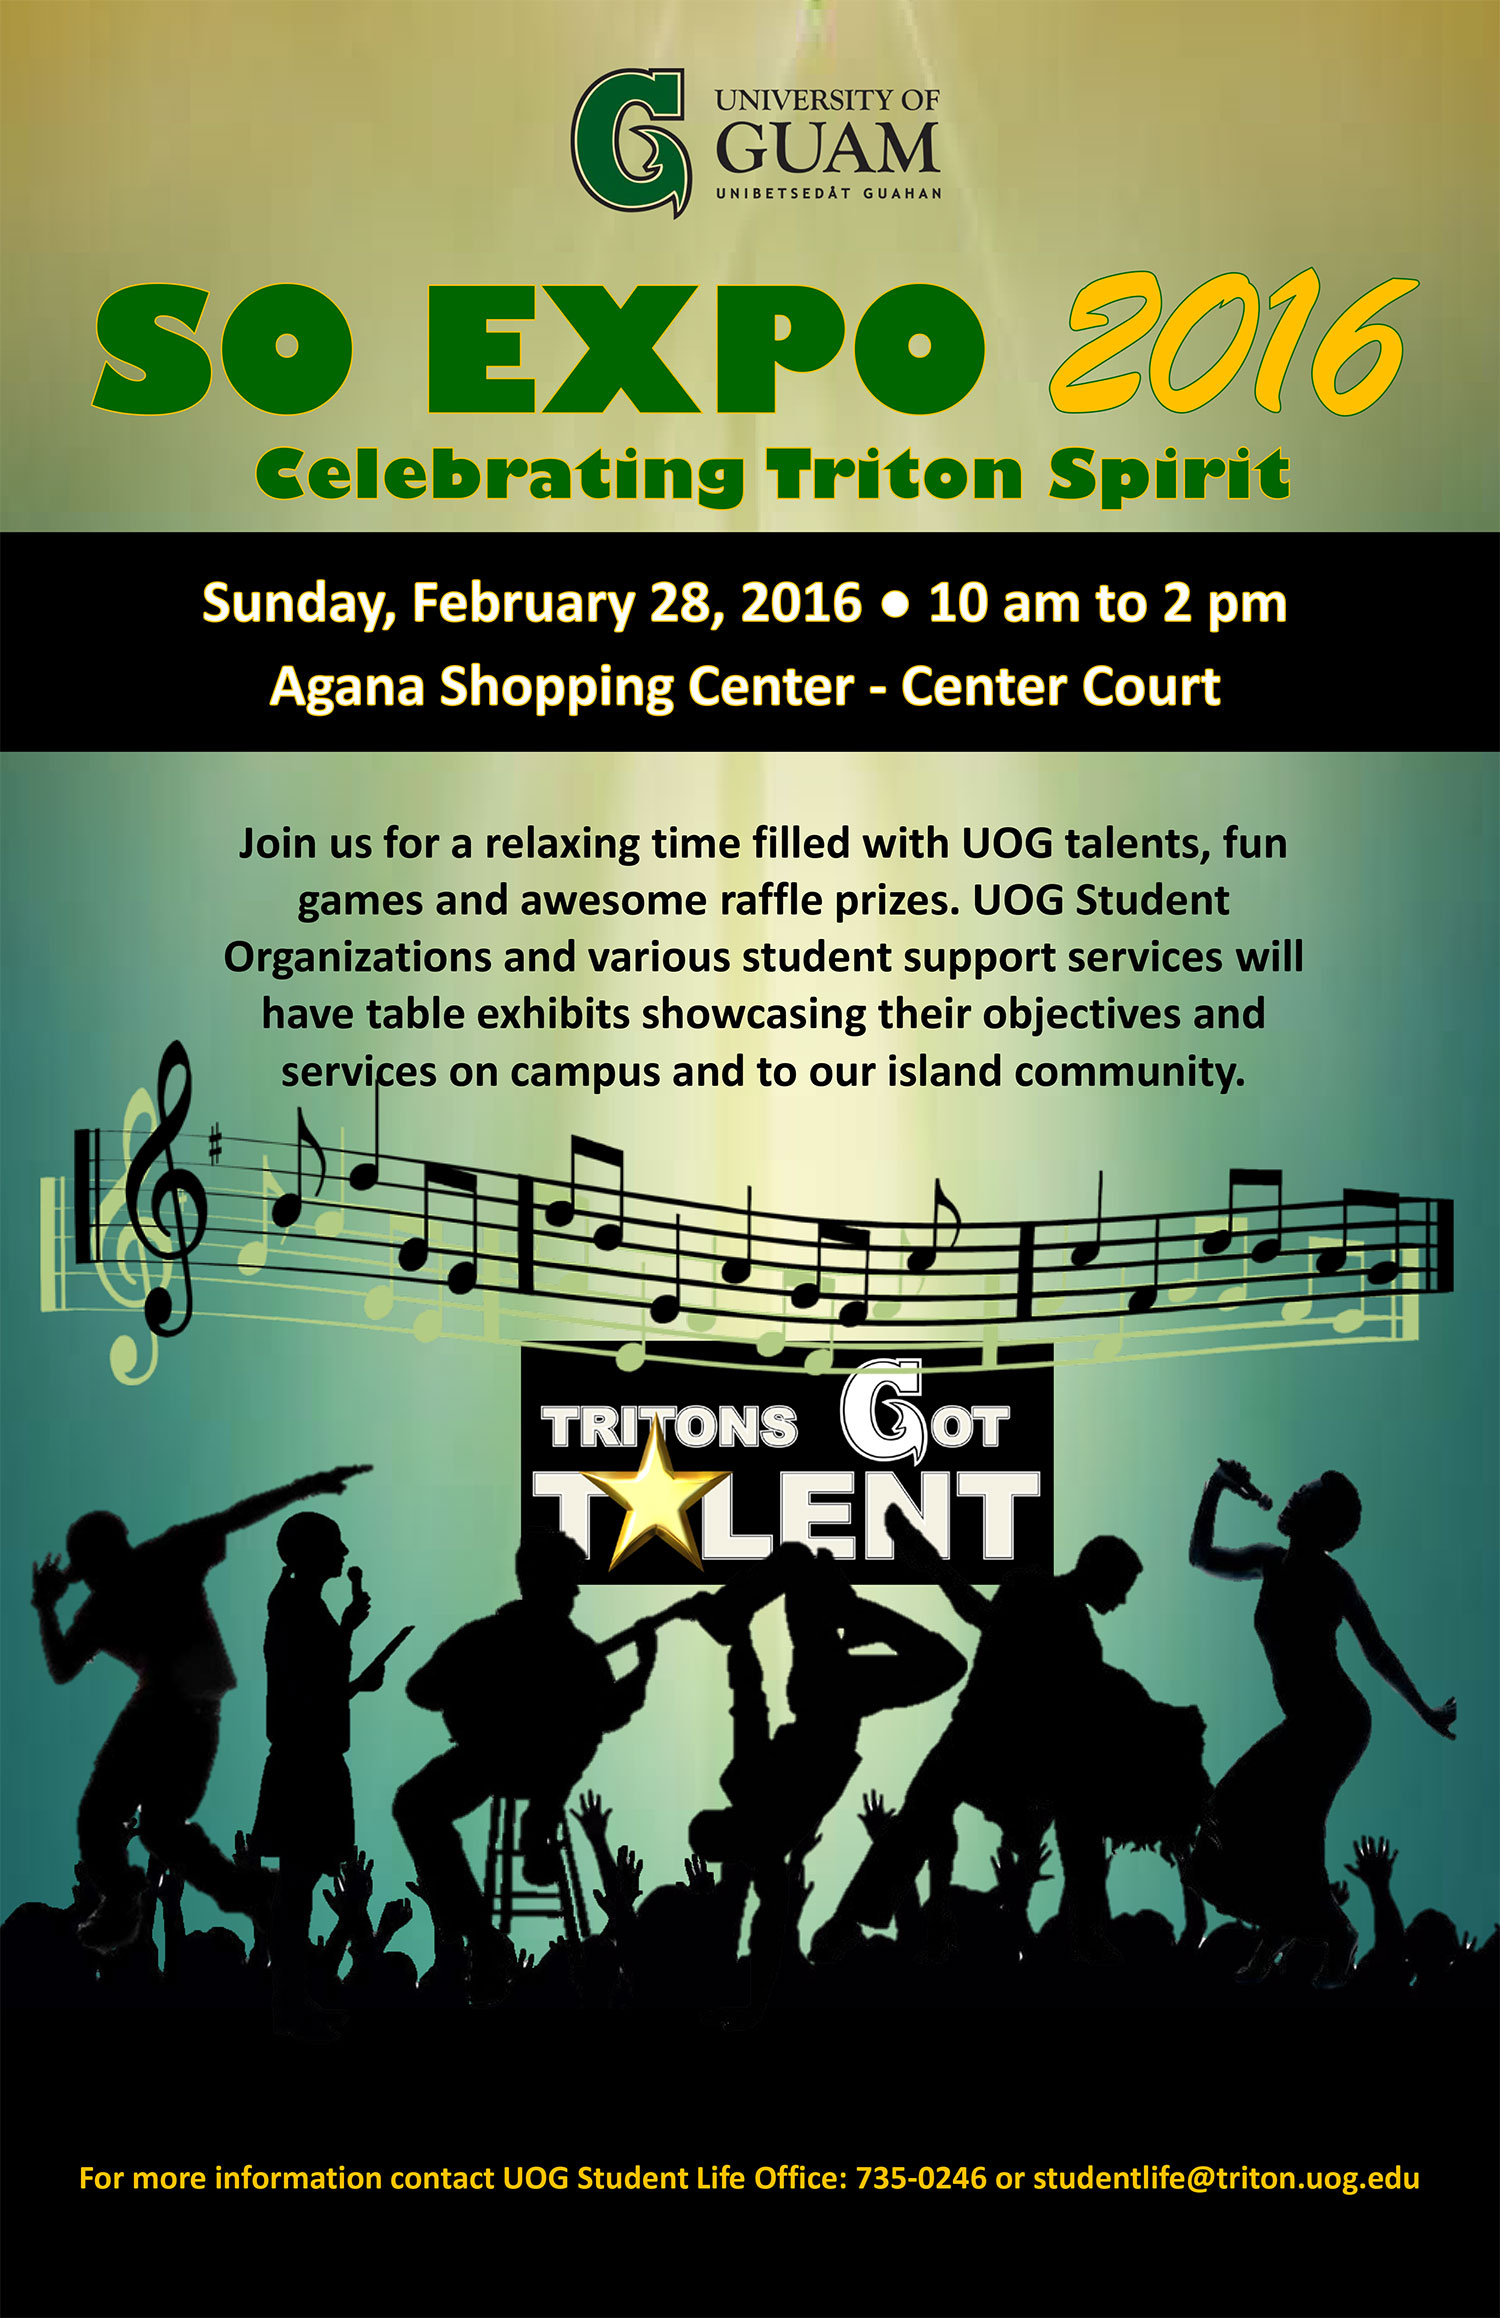 UNIVERSITY OF
GUAM
UNIBETSEDÅT GUAHAN
SO EXPO 2016
Celebrating Triton Spirit
Sunday, February 28, 2016 ● 10 am to 2 pm
Agana Shopping Center - Center Court
Join us for a relaxing time filled with UOG talents, fun
games and awesome raffle prizes. UOG Student
Organizations and various student support services will
have table exhibits showcasing their objectives and
services on campus and to our island community.
TRITONS GOT
TALENT
For more information contact UOG Student Life Office: 735-0246 or studentlife@triton.uog.edu